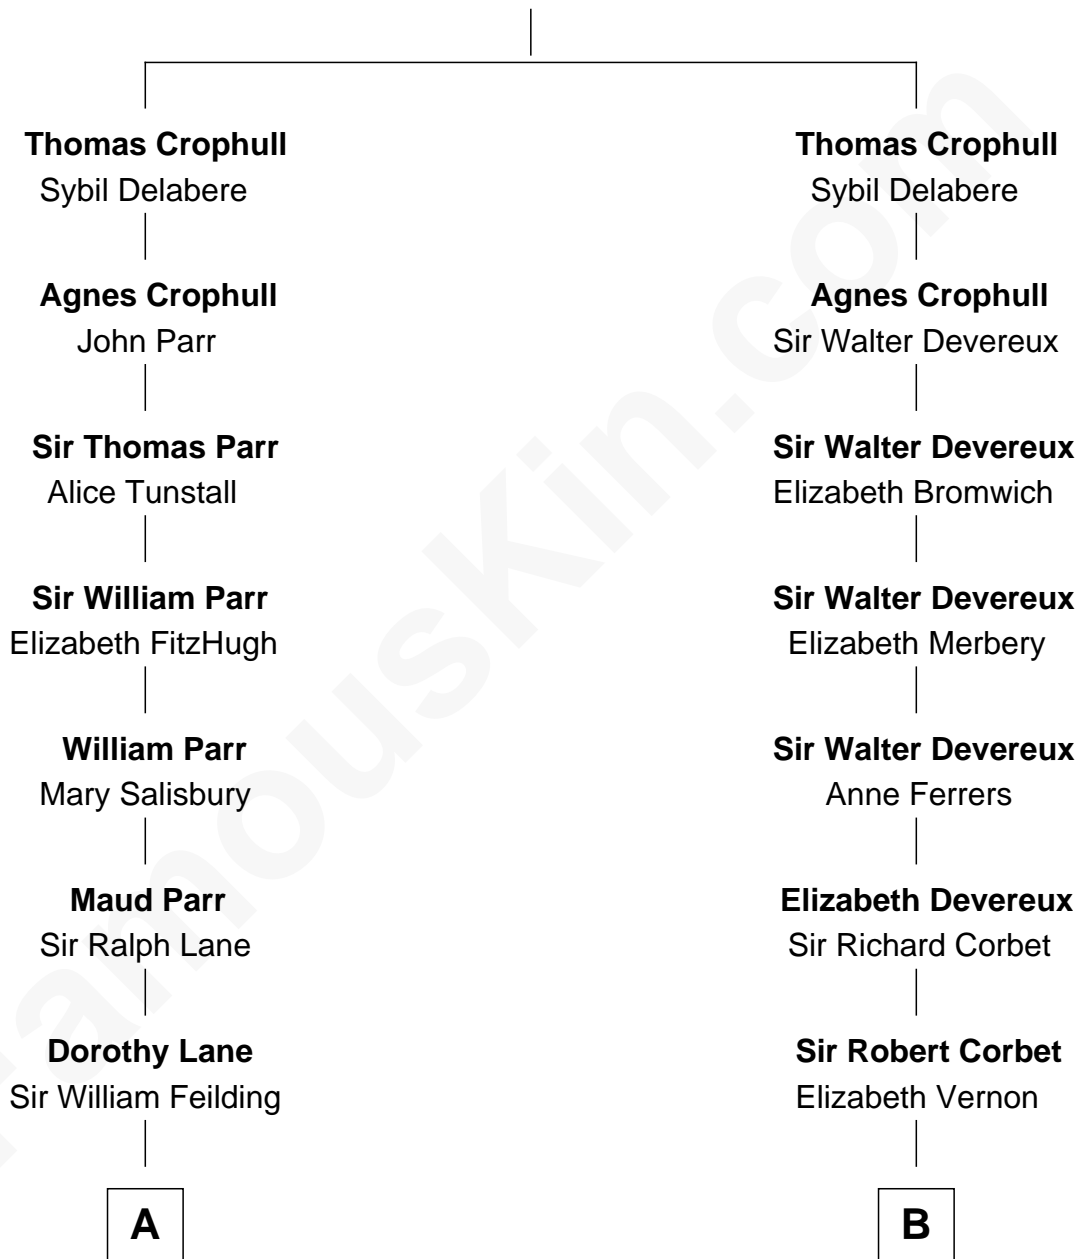 Thomas Crophull
Sybil Delabere
Agnes Crophull
John Parr
Sir Thomas Parr
Alice Tunstall
Sir William Parr
Elizabeth FitzHugh
William Parr
Mary Salisbury
Maud Parr
Sir Ralph Lane
Dorothy Lane
Sir William Feilding
A
Thomas Crophull
Sybil Delabere
Agnes Crophull
Sir Walter Devereux
Sir Walter Devereux
Elizabeth Bromwich
Sir Walter Devereux
Elizabeth Merbery
Sir Walter Devereux
Anne Ferrers
Elizabeth Devereux
Sir Richard Corbet
Sir Robert Corbet
Elizabeth Vernon
B
FamousKin.com